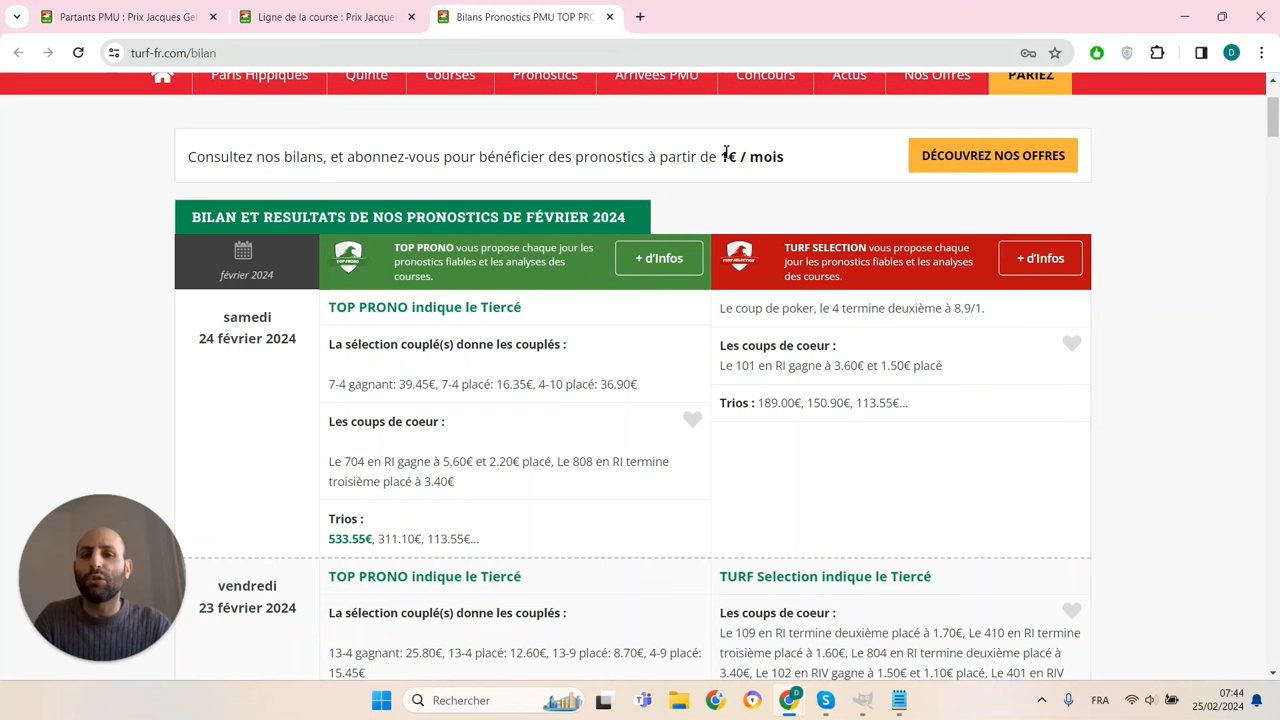 Partants PMU : Prix Jacques Gel
Ligne de la course : Prix Jacque
Bilans Pronostics PMU TOP PRO
turf-fr.com/bilan
D
Paris Hippiques
Quinté
Courses
Pronostics
Arrivées PMU
Concours
Actus
Nos Offres
PARIEZ
Consultez nos bilans, et abonnez-vous pour bénéficier des pronostics à partir de 1€ / mois
DÉCOUVREZ NOS OFFRES
BILAN ET RESULTATS DE NOS PRONOSTICS DE FÉVRIER 2024
février 2024
TOP PRONO
TOP PRONO vous propose chaque jour les
pronostics fiables et les analyses des
courses.
+ d'Infos
TURF SELECTION
TURF SELECTION vous propose chaque
jour les pronostics fiables et les analyses
des courses.
+ d'Infos
samedi
24 février 2024
TOP PRONO indique le Tiercé
La sélection couplé(s) donne les couplés :
7-4 gagnant: 39.45€, 7-4 placé: 16.35€, 4-10 placé: 36.90€
Les coups de coeur :
Le 704 en RI gagne à 5.60€ et 2.20€ placé, Le 808 en RI termine
troisième placé à 3.40€
Trios :
533.55€, 311.10€, 113.55€...
Le coup de poker, le 4 termine deuxième à 8.9/1.
Les coups de coeur :
Le 101 en RI gagne à 3.60€ et 1.50€ placé
Trios : 189.00€, 150.90€, 113.55€...
vendredi
23 février 2024
TOP PRONO indique le Tiercé
La sélection couplé(s) donne les couplés :
13-4 gagnant: 25.80€, 13-4 placé: 12.60€, 13-9 placé: 8.70€, 4-9 placé:
15.45€
TURF Selection indique le Tiercé
Les coups de coeur :
Le 109 en RI termine deuxième placé à 1.70€, Le 410 en RI termine
troisième placé à 1.60€, Le 804 en RI termine deuxième placé à
3.40€, Le 102 en RIV gagne à 1.50€ et 1.10€ placé, Le 401 en RIV
Rechercher
D
FRA
07:44
25/02/2024